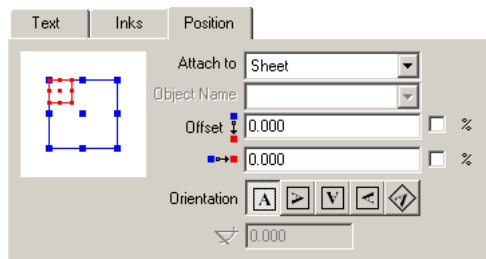 Text Inks Position
Attach to Sheet
Object Name
Offset 0.000 %
0.000 %
Orientation A A A A A
0.000